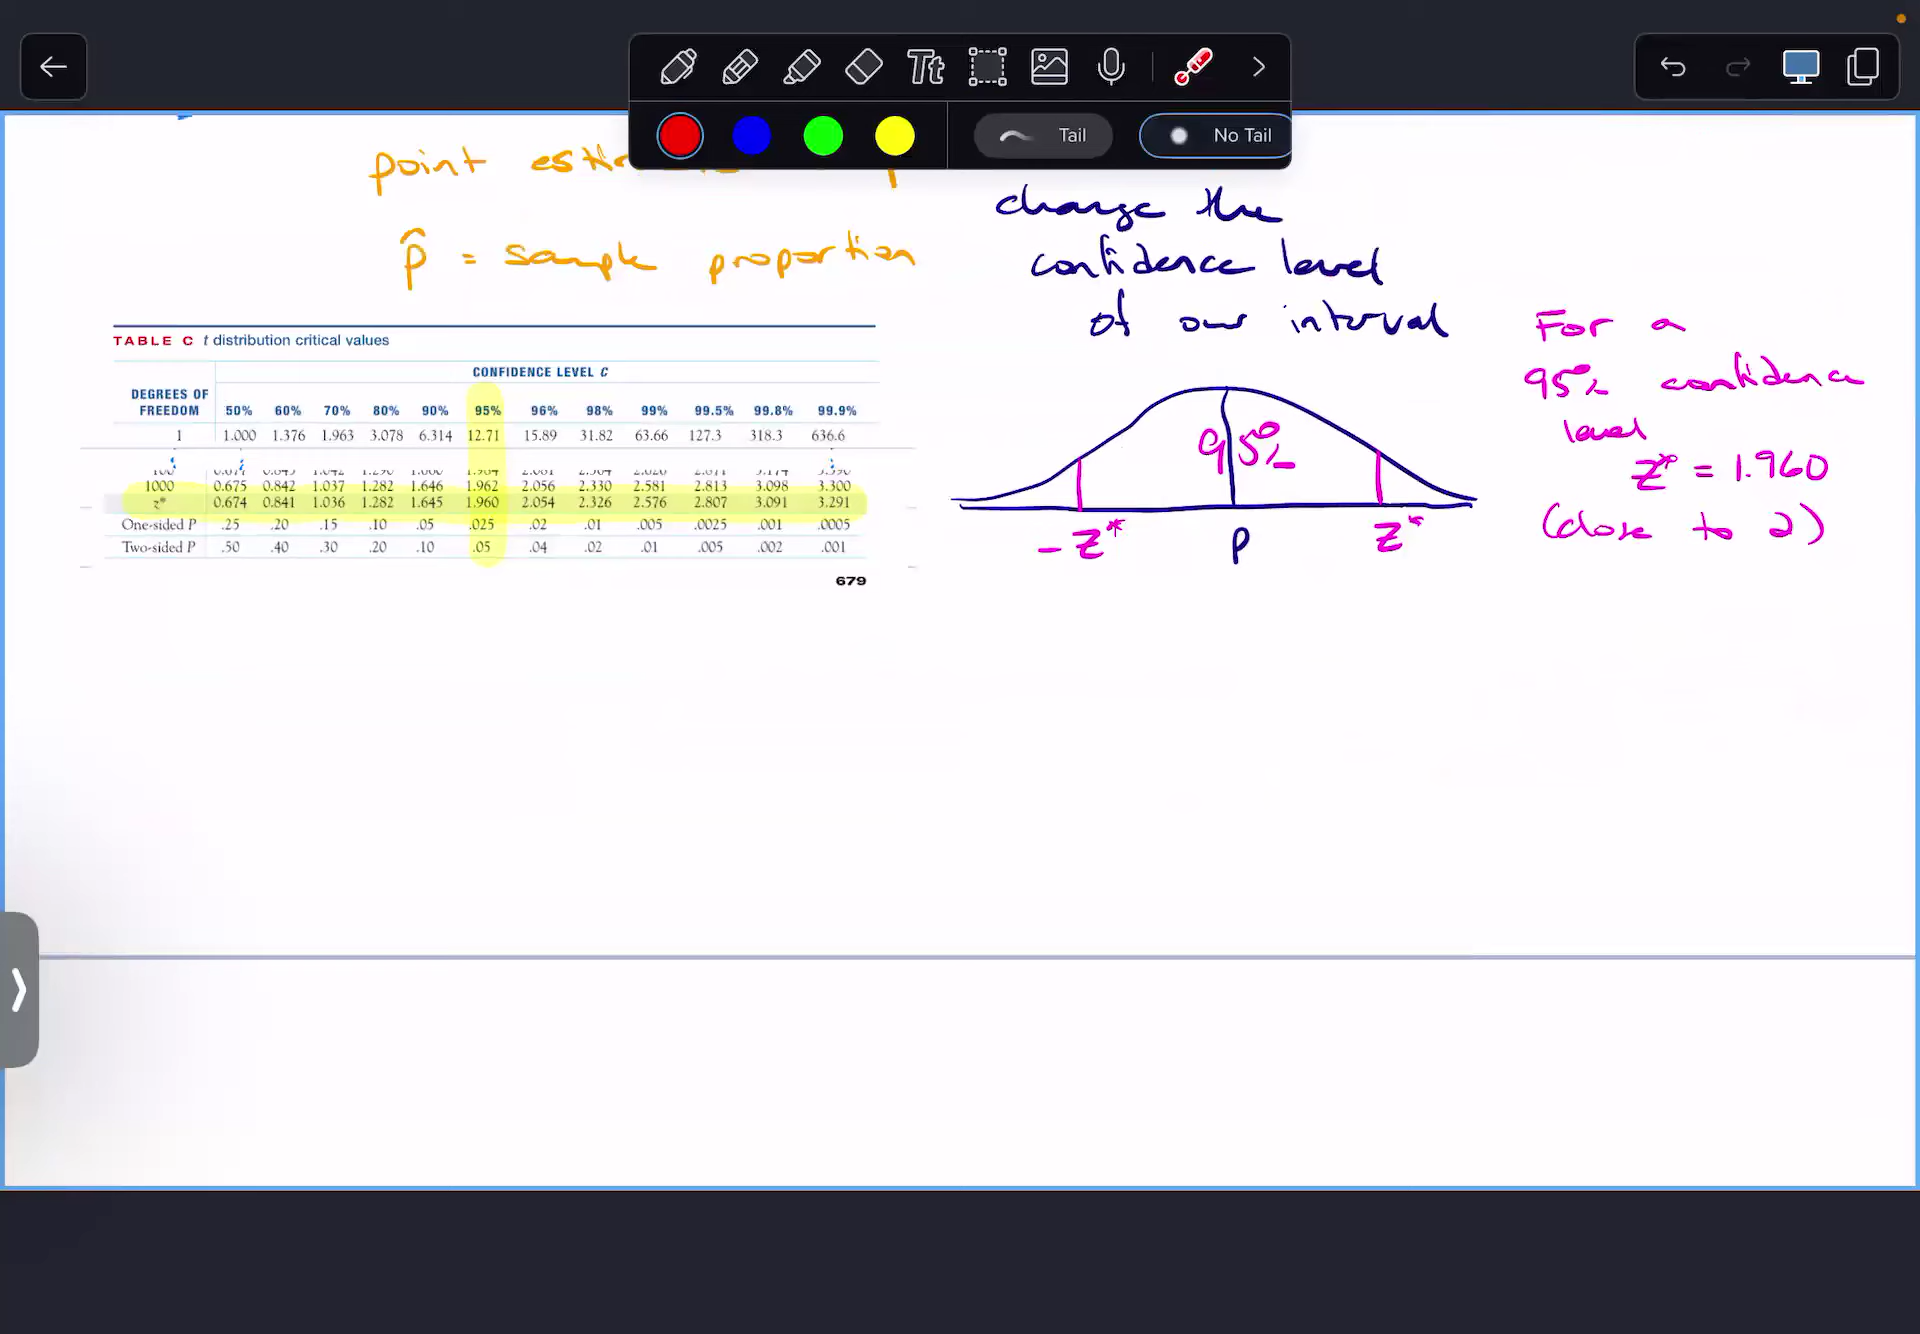 Tt
Tail
No Tail
point
p̂ = sample proportion
change the
confidence level
of our interval
TABLE C t distribution critical values
CONFIDENCE LEVEL C
DEGREES OF
FREEDOM 50% 60% 70% 80% 90% 95% 96% 98% 99% 99.5% 99.8% 99.9%
1 1.000 1.376 1.963 3.078 6.314 12.71 15.89 31.82 63.66 127.3 318.3 636.6
1000 0.675 0.842 1.037 1.282 1.646 1.962 2.056 2.330 2.581 2.813 3.098 3.300
z* 0.674 0.841 1.036 1.282 1.645 1.960 2.054 2.326 2.576 2.807 3.091 3.291
One-sided P .25 .20 .15 .10 .05 .025 .02 .01 .005 .0025 .001 .0005
Two-sided P .50 .40 .30 .20 .10 .05 .04 .02 .01 .005 .002 .001
679
95%
-z* p z*
For a
95% confidence
level
z* = 1.960
(close to 2)